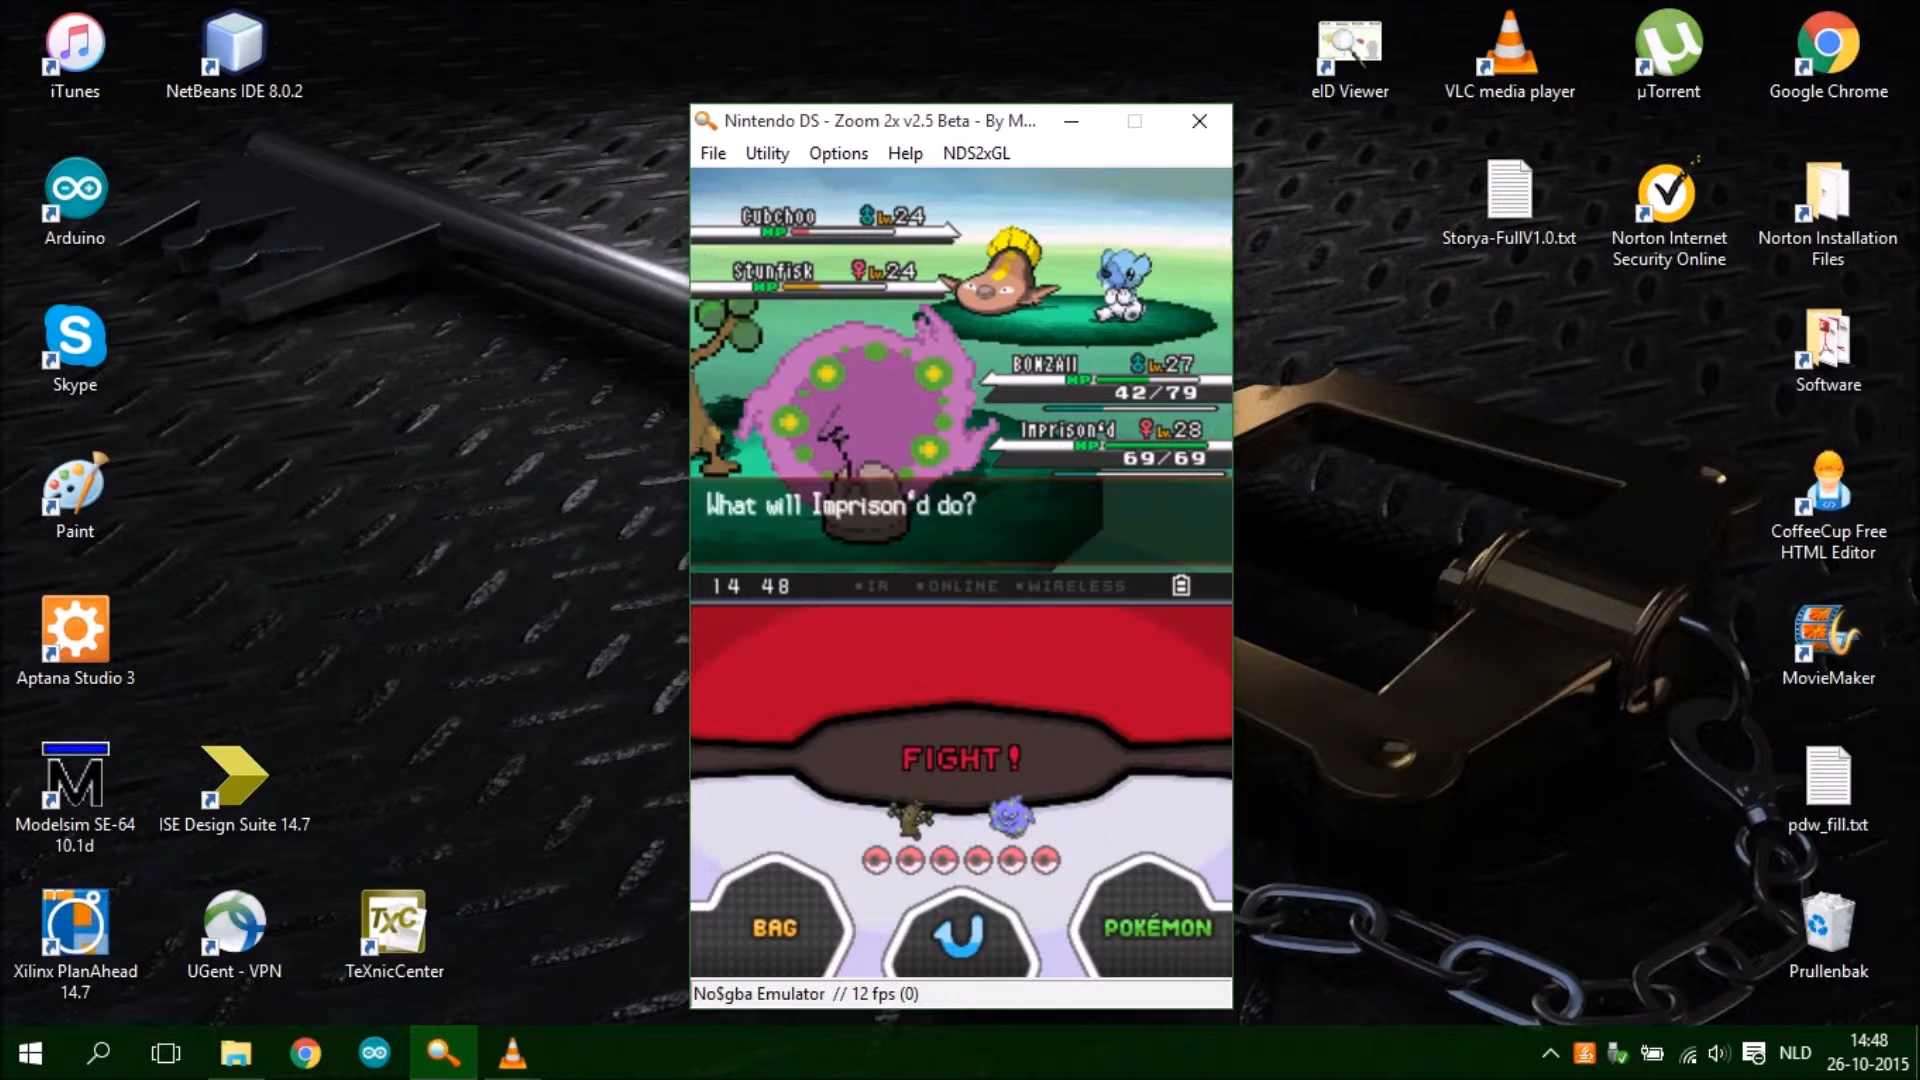 iTunes
NetBeans IDE 8.0.2
eID Viewer
VLC media player
µTorrent
Google Chrome
Arduino
Storya-FullV1.0.txt
Norton Internet
Security Online
Norton Installation
Files
Skype
Software
Paint
CoffeeCup Free
HTML Editor
Aptana Studio 3
MovieMaker
Modelsim SE-64
10.1d
ISE Design Suite 14.7
pdw_fill.txt
Xilinx PlanAhead
14.7
UGent - VPN
TeXnicCenter
Prullenbak
Nintendo DS - Zoom 2x v2.5 Beta - By M...
File Utility Options Help NDS2xGL
Cubchoo ♂Lv.24
HP
Stunfisk ♀Lv.24
HP
BONZAII ♂Lv.27
HP
42/79
Imprison'd ♀Lv.28
HP
69/69
What will Imprison'd do?
14 48 IR ONLINE WIRELESS
FIGHT!
BAG
POKÉMON
No$gba Emulator // 12 fps (0)
NLD
14:48
26-10-2015